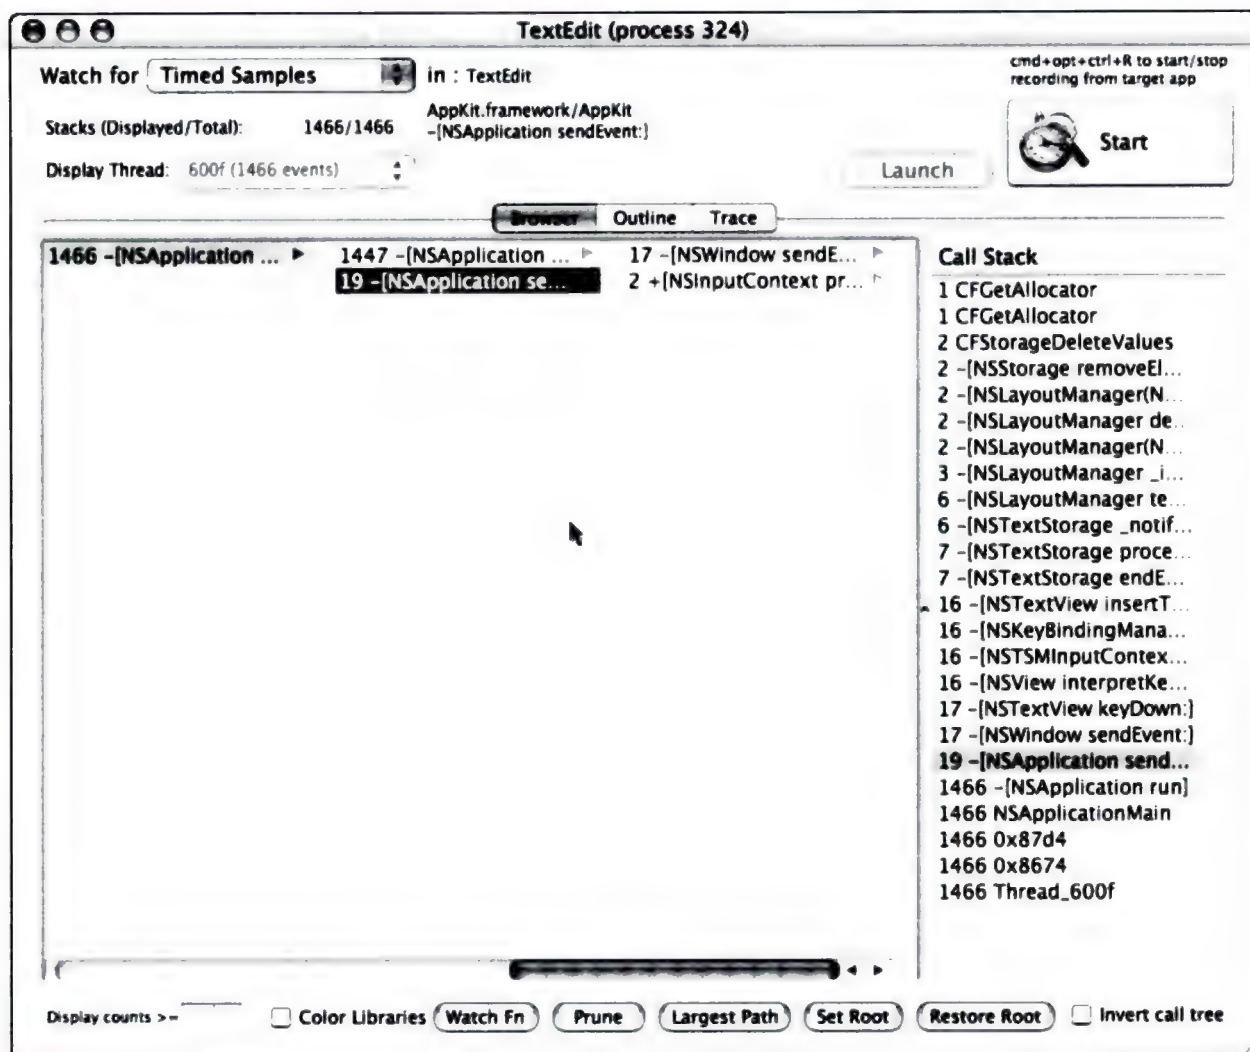 TextEdit (process 324)
Watch for Timed Samples in : TextEdit
cmd+opt+ctrl+R to start/stop
recording from target app
AppKit.framework/AppKit
Stacks (Displayed/Total): 1466/1466 -[NSApplication sendEvent:]
Start
Display Thread: 600f (1466 events)
Launch
Browser Outline Trace
1466 -[NSApplication ... 1447 -[NSApplication ... 17 -[NSWindow sendE...
19 -[NSApplication se... 2 +[NSInputContext pr...
Call Stack
1 CFGetAllocator
1 CFGetAllocator
2 CFStorageDeleteValues
2 -[NSStorage removeEl...
2 -[NSLayoutManager(N...
2 -[NSLayoutManager de...
2 -[NSLayoutManager(N...
3 -[NSLayoutManager _i...
6 -[NSLayoutManager te...
6 -[NSTextStorage _notif...
7 -[NSTextStorage proce...
7 -[NSTextStorage endE...
16 -[NSTextView insertT...
16 -[NSKeyBindingMana...
16 -[NSTSMInputContex...
16 -[NSView interpretKe...
17 -[NSTextView keyDown:]
17 -[NSWindow sendEvent:]
19 -[NSApplication send...
1466 -[NSApplication run]
1466 NSApplicationMain
1466 0x87d4
1466 0x8674
1466 Thread_600f
Display counts >= Color Libraries Watch Fn Prune Largest Path Set Root Restore Root Invert call tree